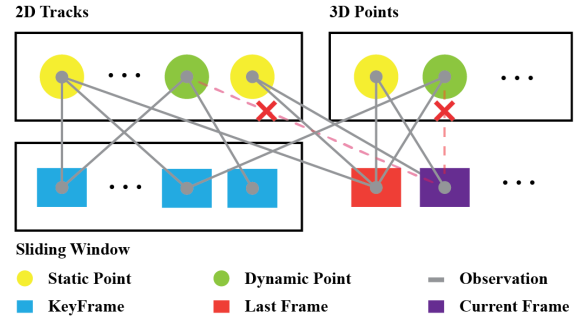 2D Tracks
3D Points
Sliding Window
Static Point
Dynamic Point
Observation
KeyFrame
Last Frame
Current Frame